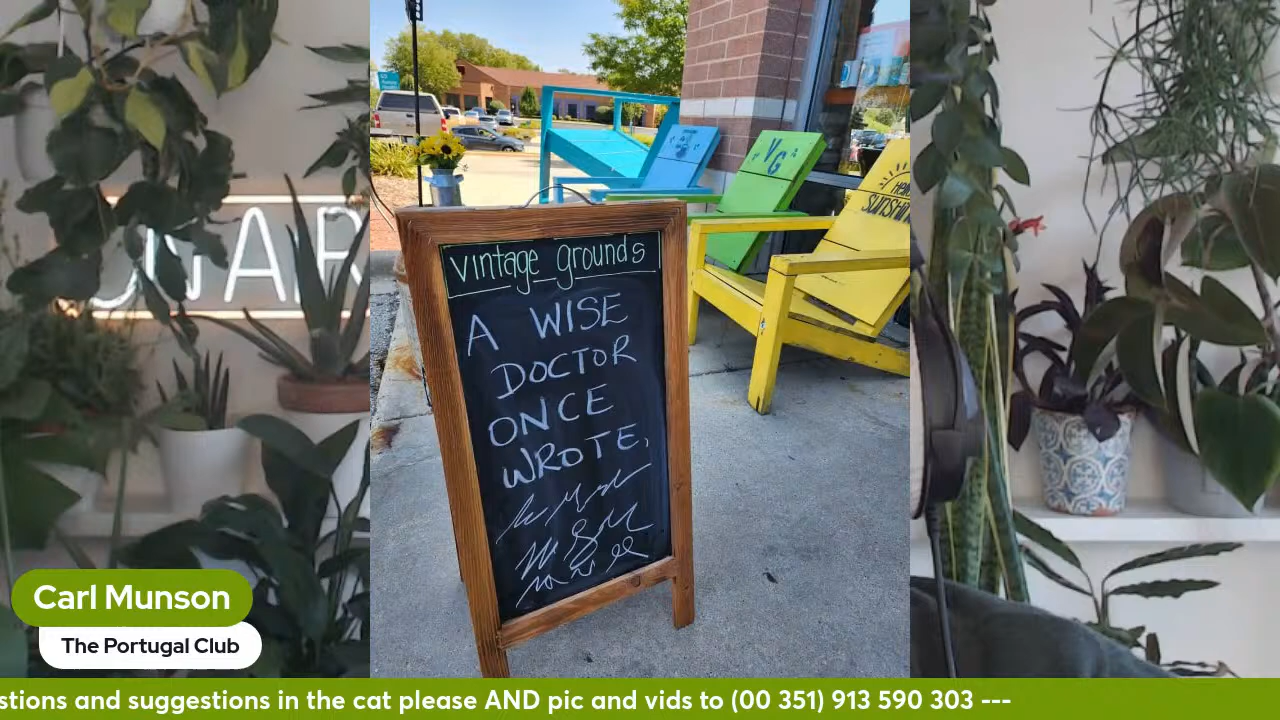 vintage grounds
A WISE
DOCTOR
ONCE
WROTE,
VG
SUNSHIN
Carl Munson
The Portugal Club
stions and suggestions in the cat please AND pic and vids to (00 351) 913 590 303 ---